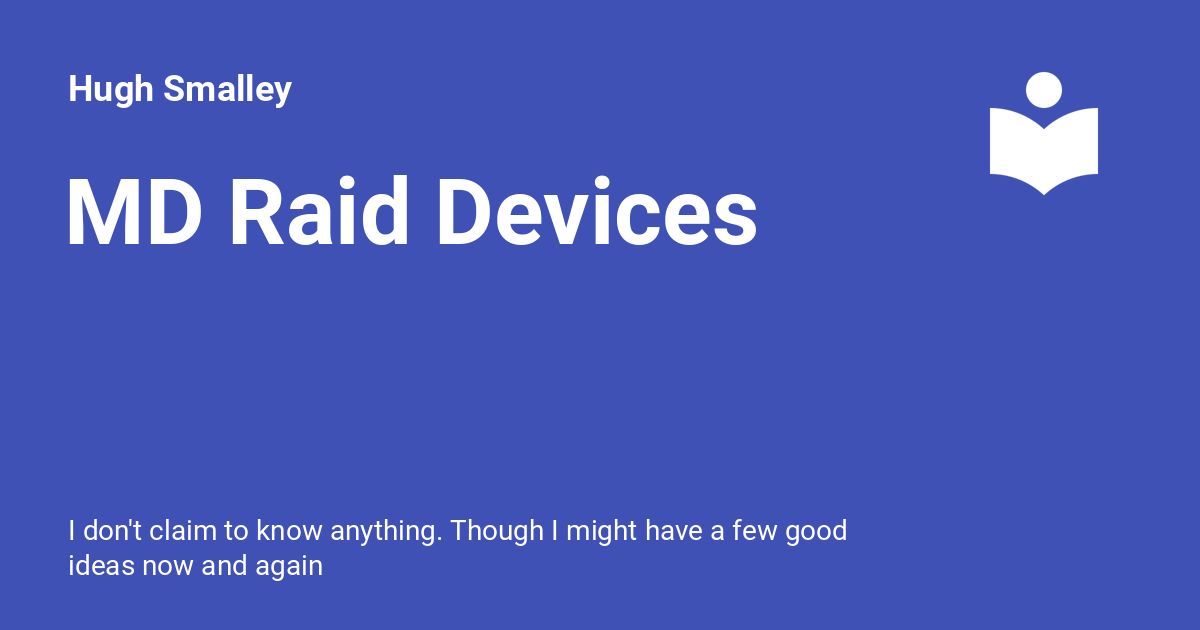 Hugh Smalley
MD Raid Devices
I don't claim to know anything. Though I might have a few good
ideas now and again